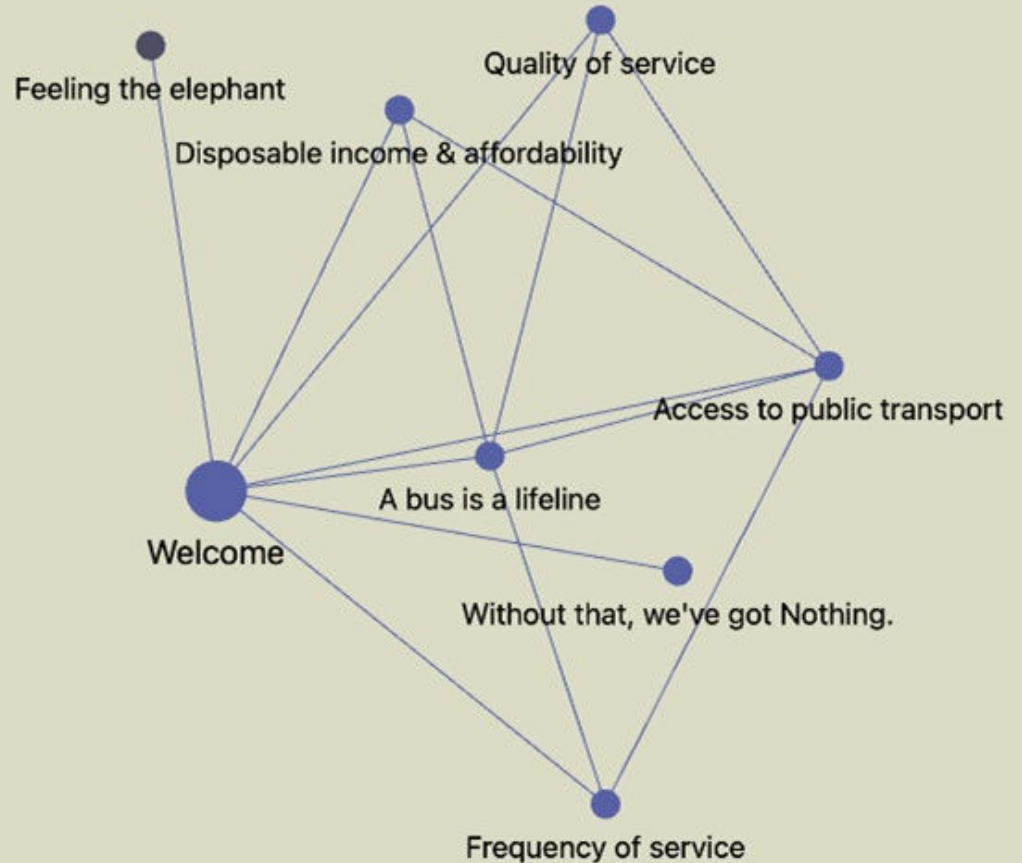 Quality of service
Feeling the elephant
Disposable income & affordability
Access to public transport
A bus is a lifeline
Welcome
Without that, we've got Nothing.
Frequency of service